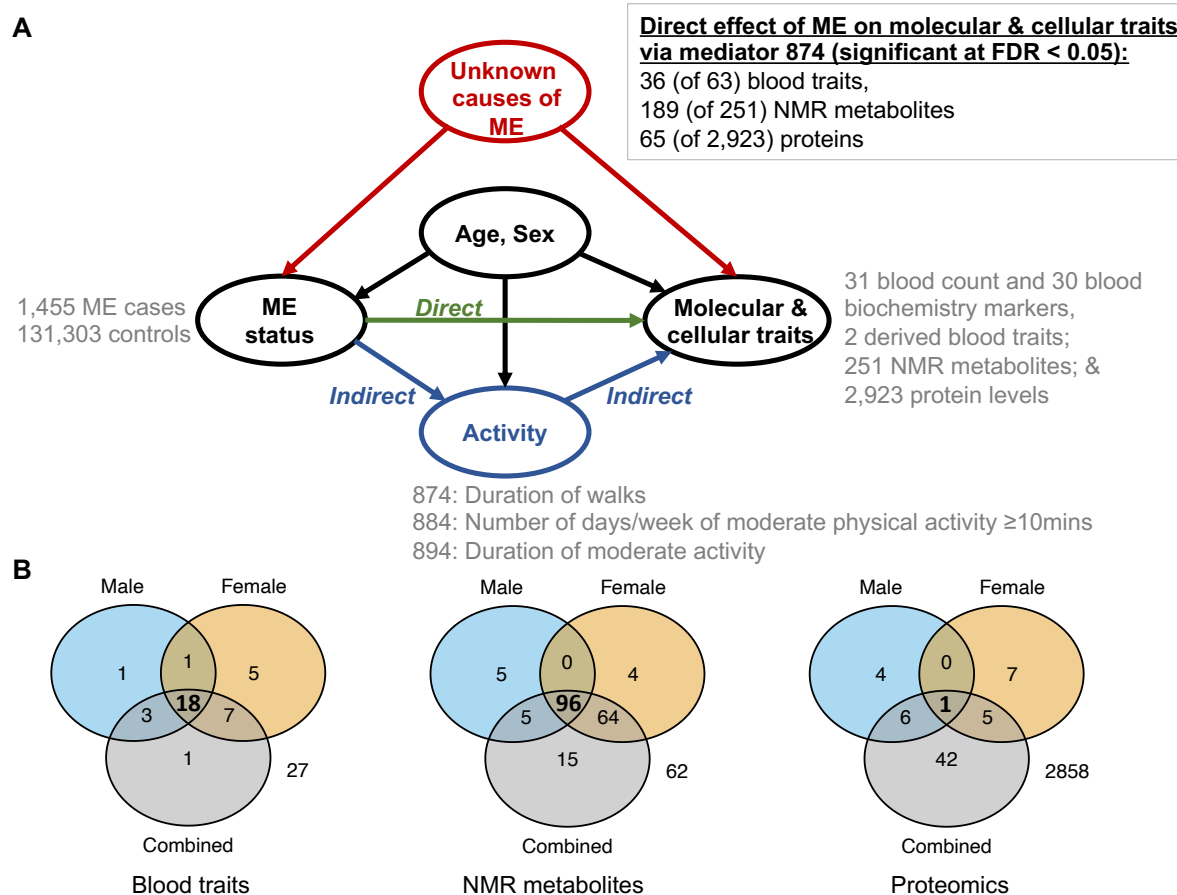 A
Direct effect of ME on molecular & cellular traits
via mediator 874 (significant at FDR < 0.05):
36 (of 63) blood traits,
189 (of 251) NMR metabolites
65 (of 2,923) proteins
Unknown
causes of
ME
Age, Sex
1,455 ME cases
131,303 controls
ME
status
Direct
Molecular &
cellular traits
31 blood count and 30 blood
biochemistry markers,
2 derived blood traits;
251 NMR metabolites; &
2,923 protein levels
Indirect
Indirect
Activity
874: Duration of walks
884: Number of days/week of moderate physical activity ≥10mins
894: Duration of moderate activity
B
Male
Female
1
1
5
18
3
7
1
27
Combined
Blood traits
Male
Female
5
0
4
96
5
64
15
62
Combined
NMR metabolites
Male
Female
4
0
7
1
6
5
42
2858
Combined
Proteomics